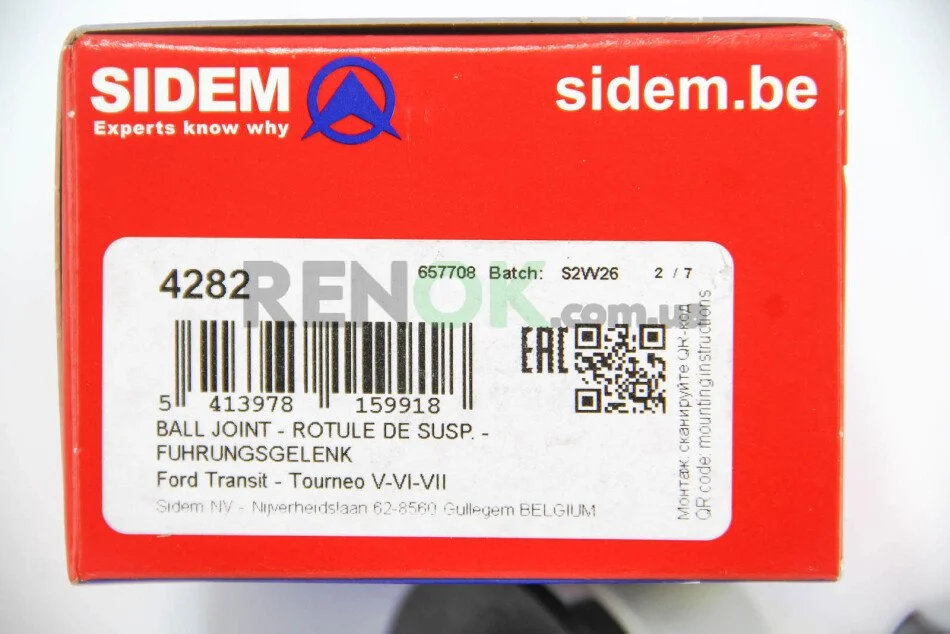 SIDEM
Experts know why
sidem.be
4282
657708 Batch: S2W26 2 / 7
RENOK.com.ua
EAC
5 413978 159918
BALL JOINT - ROTULE DE SUSP. -
FUHRUNGSGELENK
Ford Transit - Tourneo V-VI-VII
Sidem NV - Nijverheidslaan 62-8560 Gullegem BELGIUM
Монтаж: сканируйте QR-код
QR code: mounting instructions